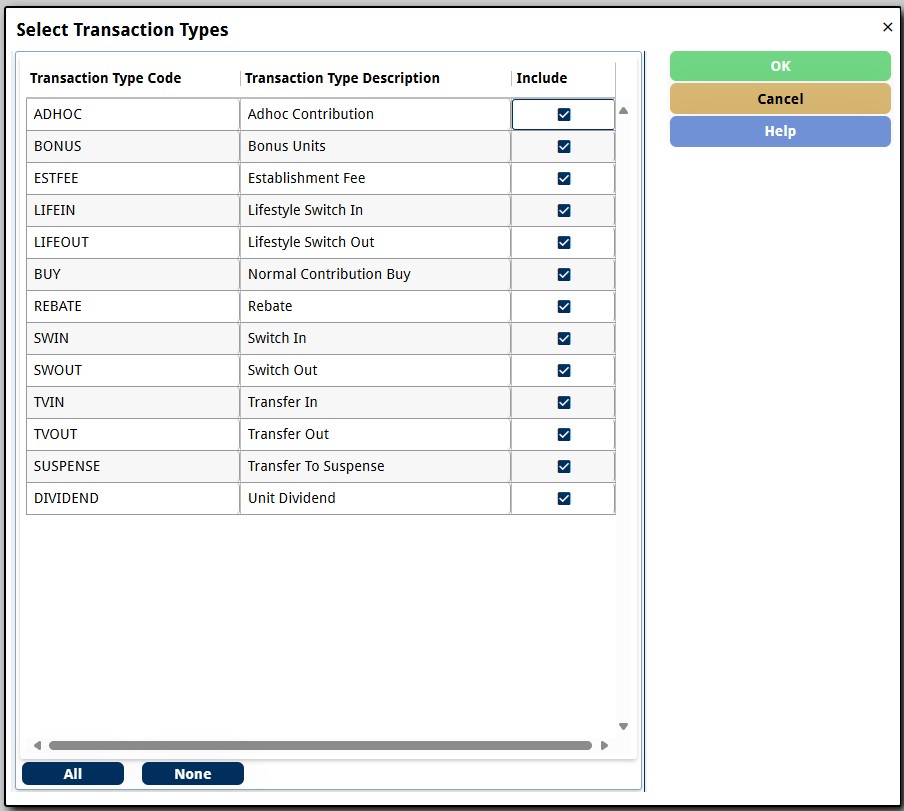 Select Transaction Types
Transaction Type Code Transaction Type Description Include
ADHOC Adhoc Contribution
BONUS Bonus Units
ESTFEE Establishment Fee
LIFEIN Lifestyle Switch In
LIFEOUT Lifestyle Switch Out
BUY Normal Contribution Buy
REBATE Rebate
SWIN Switch In
SWOUT Switch Out
TVIN Transfer In
TVOUT Transfer Out
SUSPENSE Transfer To Suspense
DIVIDEND Unit Dividend
All None
OK
Cancel
Help